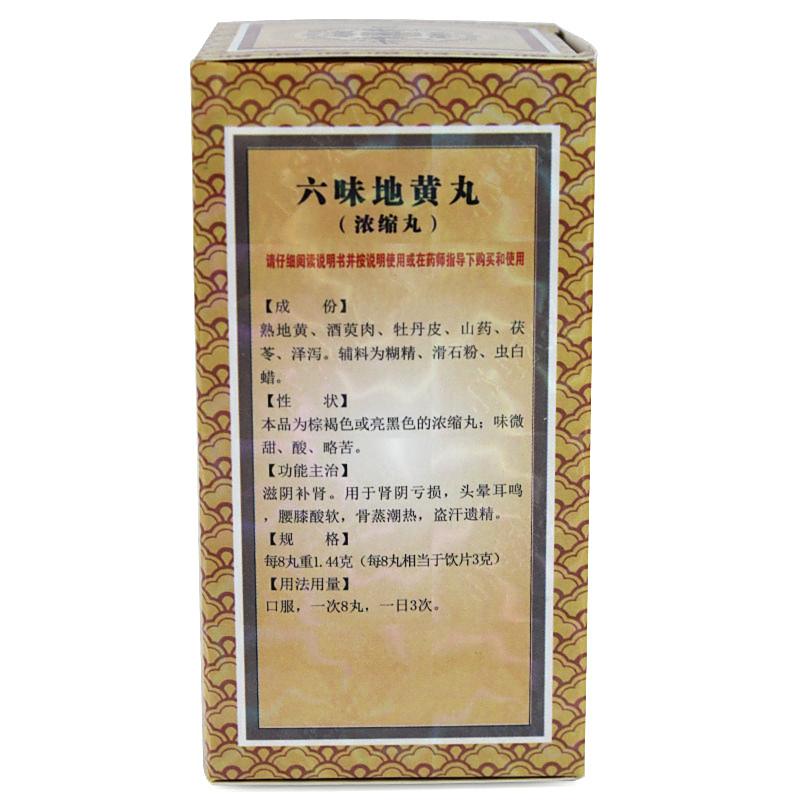 六味地黄丸
（浓缩丸）
请仔细阅读说明书并按说明使用或在药师指导下购买和使用
【成　份】
熟地黄、酒萸肉、牡丹皮、山药、茯
苓、泽泻。辅料为糊精、滑石粉、虫白
蜡。
【性　状】
本品为棕褐色或亮黑色的浓缩丸；味微
甜、酸、略苦。
【功能主治】
滋阴补肾。用于肾阴亏损，头晕耳鸣
，腰膝酸软，骨蒸潮热，盗汗遗精。
【规　格】
每8丸重1.44克（每8丸相当于饮片3克）
【用法用量】
口服，一次8丸，一日3次。